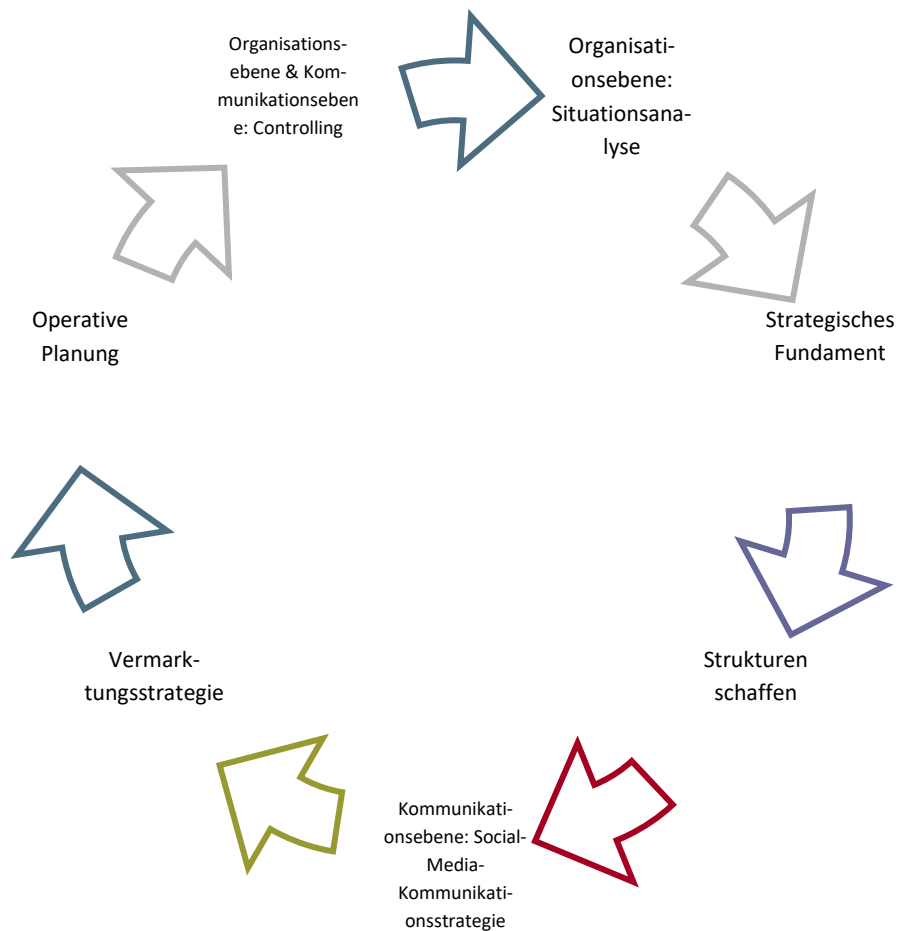 Organisations-
ebene & Kom-
munikationseben
e: Controlling
Organisati-
onsebene:
Situationsana-
lyse
Strategisches
Fundament
Strukturen
schaffen
Kommunikati-
onsebene: Social-
Media-
Kommunikati-
onsstrategie
Vermark-
tungsstrategie
Operative
Planung